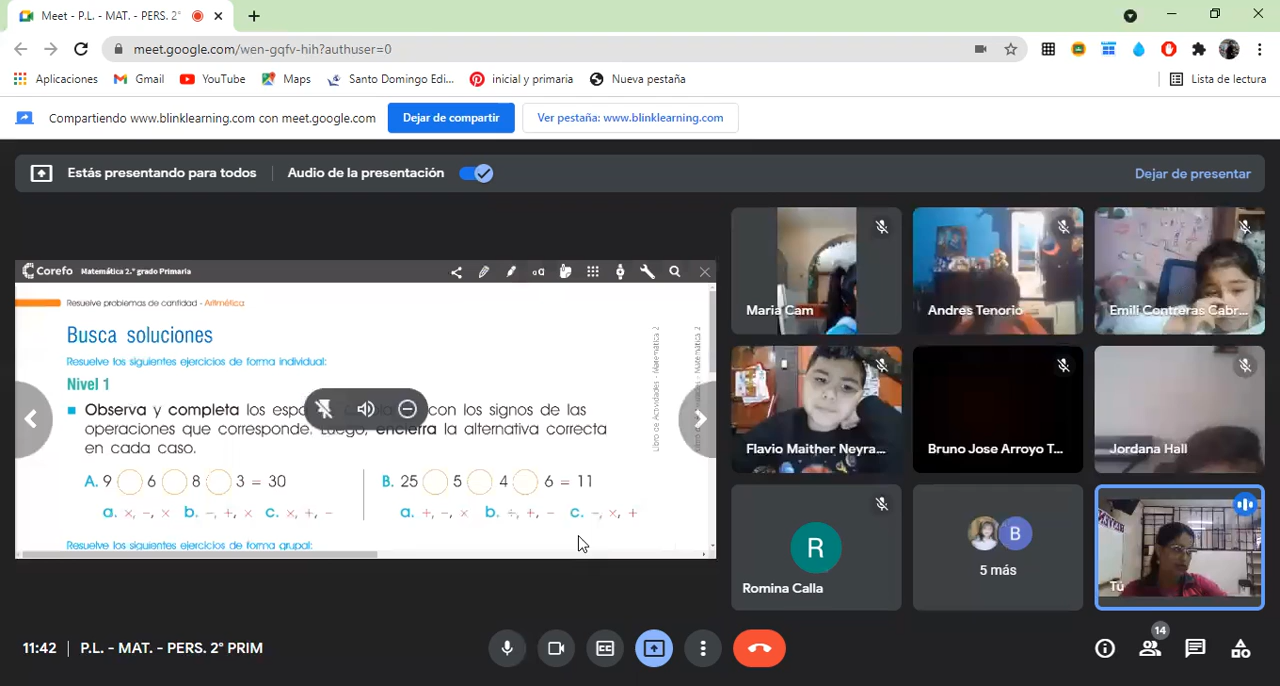 Meet - P.L. - MAT. - PERS. 2°
meet.google.com/wen-gqfv-hih?authuser=0
Aplicaciones Gmail YouTube Maps Santo Domingo Edi... inicial y primaria Nueva pestaña Lista de lectura
Compartiendo www.blinklearning.com con meet.google.com Dejar de compartir Ver pestaña: www.blinklearning.com
Estás presentando para todos Audio de la presentación Dejar de presentar
Corefo Matemática 2.° grado Primaria
Resuelve problemas de cantidad - Aritmética
Busca soluciones
Resuelve los siguientes ejercicios de forma individual:
Nivel 1
Observa y completa los con los signos de las
operaciones que corresponde. encierra la alternativa correcta
en cada caso.
A. 9 6 8 3 = 30
a. ×, -, × b. -, +, × c. ×, +, -
B. 25 5 4 6 = 11
a. +, -, × b. ÷, +, - c. -, ×, +
Resuelve los siguientes ejercicios de forma grupal:
Libro de Actividades - Matemática 2
Maria Cam
Andres Tenorio
Emili Contreras Cabr...
Flavio Maither Neyra...
Bruno Jose Arroyo T...
Jordana Hall
R
Romina Calla
B
5 más
Tú
11:42 | P.L. - MAT. - PERS. 2° PRIM
14